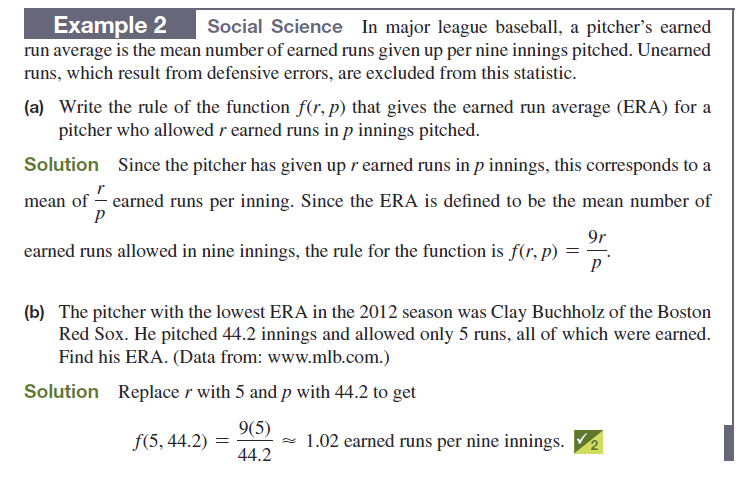 Example 2 Social Science In major league baseball, a pitcher's earned
run average is the mean number of earned runs given up per nine innings pitched. Unearned
runs, which result from defensive errors, are excluded from this statistic.
(a) Write the rule of the function f(r, p) that gives the earned run average (ERA) for a
pitcher who allowed r earned runs in p innings pitched.
Solution Since the pitcher has given up r earned runs in p innings, this corresponds to a
mean of r/p earned runs per inning. Since the ERA is defined to be the mean number of
earned runs allowed in nine innings, the rule for the function is f(r, p) = 9r/p.
(b) The pitcher with the lowest ERA in the 2012 season was Clay Buchholz of the Boston
Red Sox. He pitched 44.2 innings and allowed only 5 runs, all of which were earned.
Find his ERA. (Data from: www.mlb.com.)
Solution Replace r with 5 and p with 44.2 to get
f(5, 44.2) = 9(5)/44.2 ≈ 1.02 earned runs per nine innings. ✓2